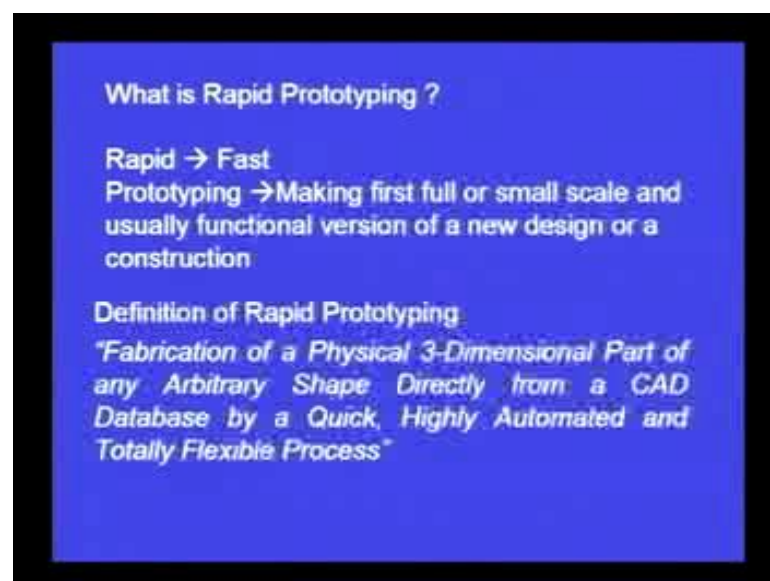 What is Rapid Prototyping ?
Rapid → Fast
Prototyping →Making first full or small scale and
usually functional version of a new design or a
construction
Definition of Rapid Prototyping
"Fabrication of a Physical 3-Dimensional Part of
any Arbitrary Shape Directly from a CAD
Database by a Quick, Highly Automated and
Totally Flexible Process"